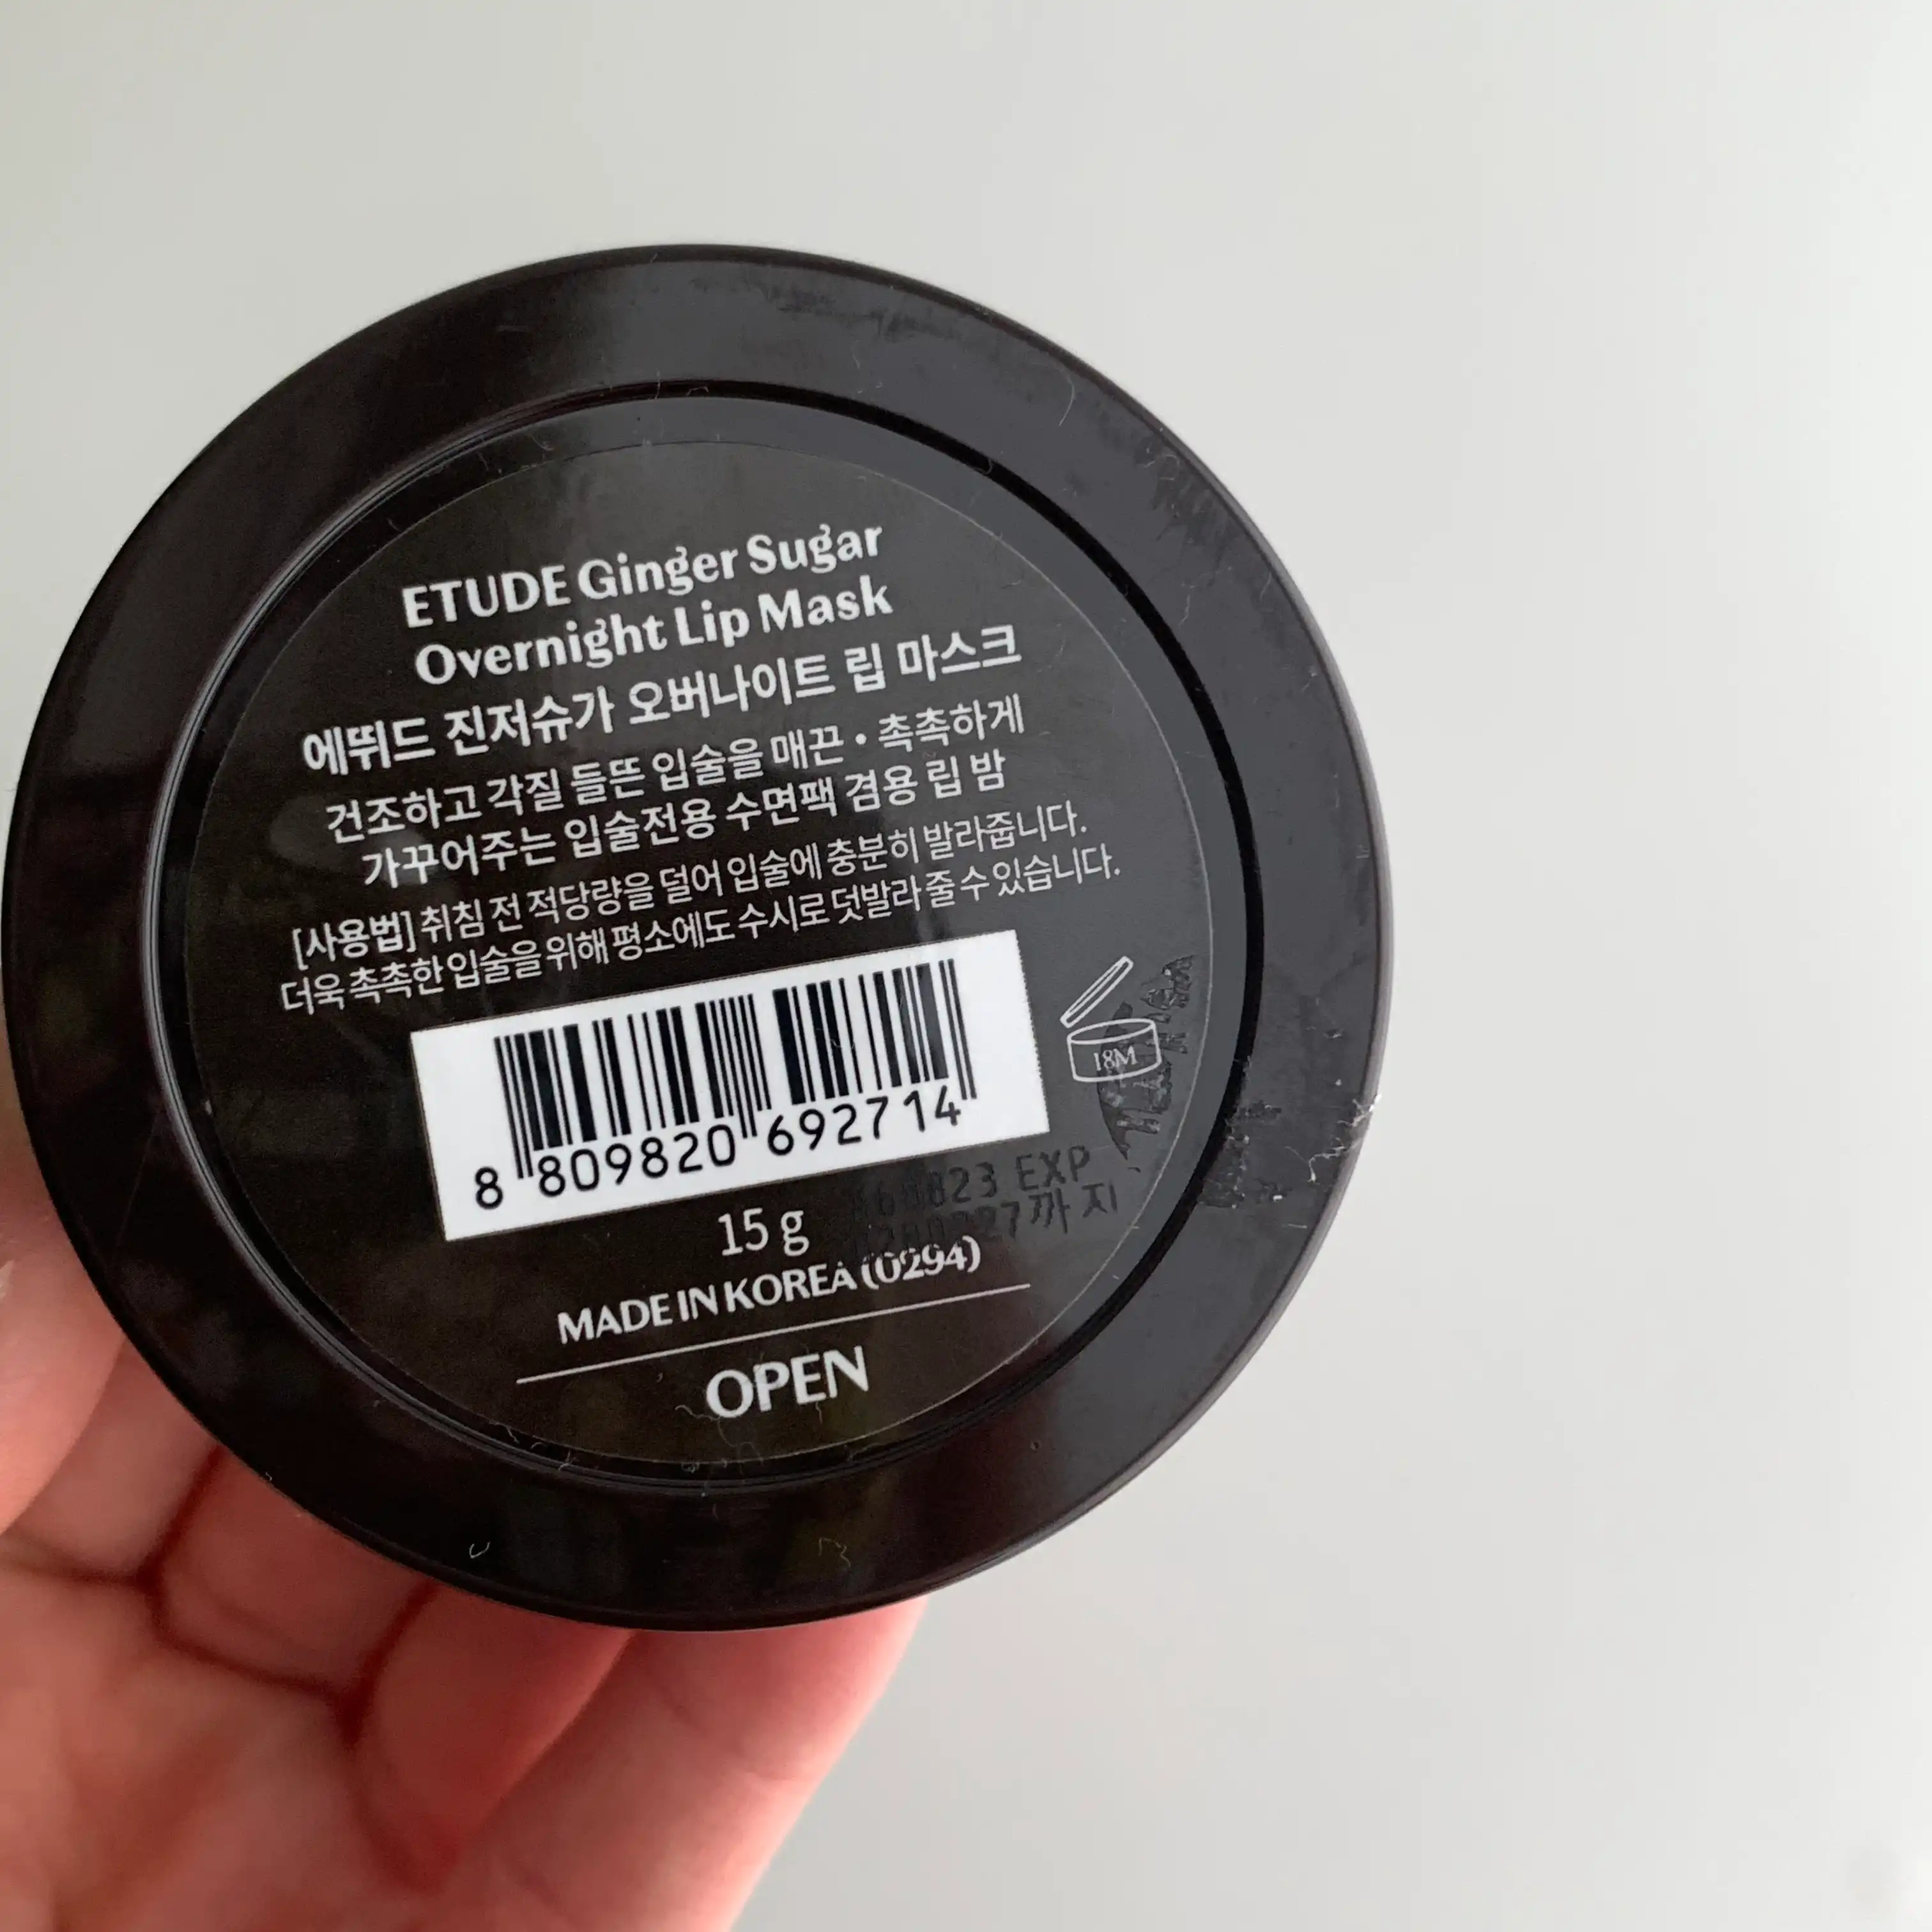 ETUDE Ginger Sugar
Overnight Lip Mask
에뛰드 진저슈가 오버나이트 립 마스크
건조하고 각질 들뜬 입술을 매끈・촉촉하게
가꾸어주는 입술전용 수면팩 겸용 립 밤
[사용법] 취침 전 적당량을 덜어 입술에 충분히 발라줍니다.
더욱 촉촉한 입술을 위해 평소에도 수시로 덧발라 줄 수 있습니다.
18M
8 809820 692714
EXP
까지
15 g
MADE IN KOREA (0294)
OPEN